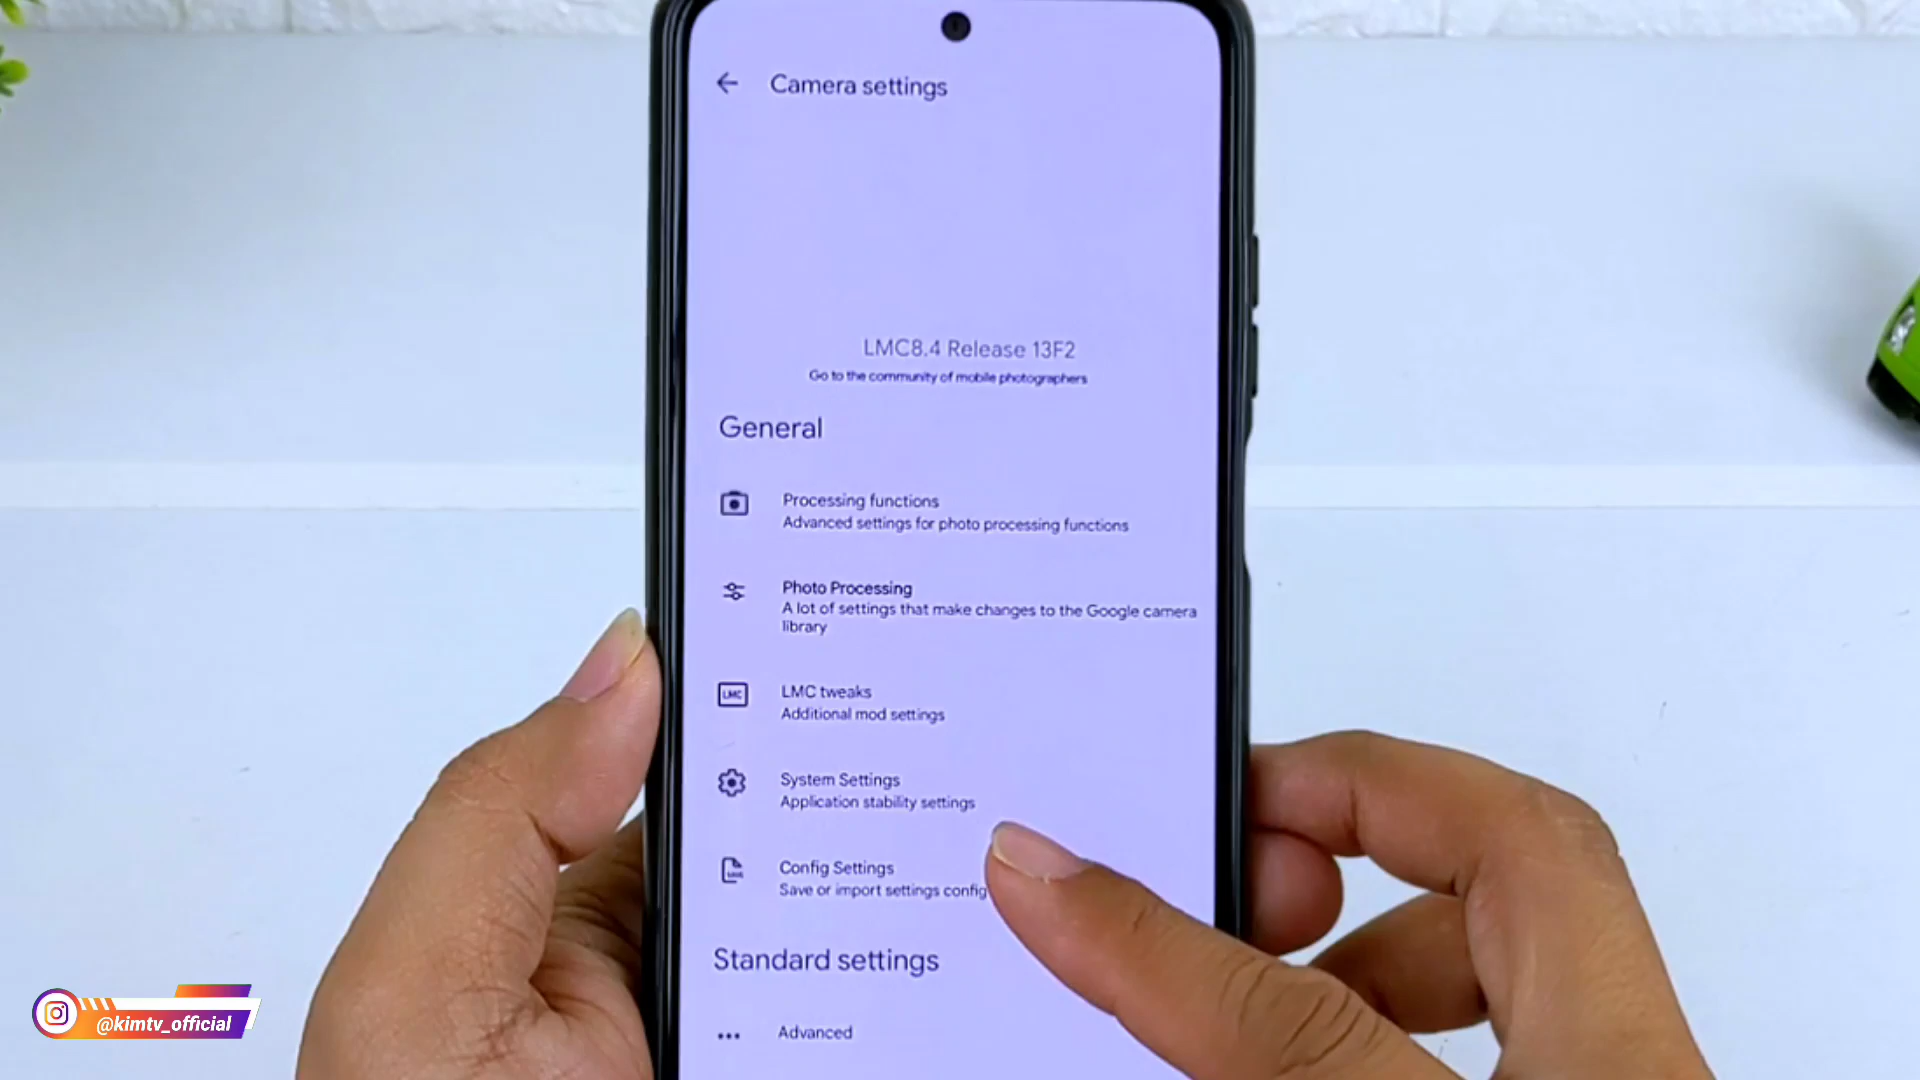 Camera settings
LMC8.4 Release 13F2
Go to the community of mobile photographers
General
Processing functions
Advanced settings for photo processing functions
Photo Processing
A lot of settings that make changes to the Google camera
library
LMC tweaks
LMC
Additional mod settings
System Settings
Application stability settings
Config Settings
SAVE
Save or import settings config
Standard settings
Advanced
@kimtv_official